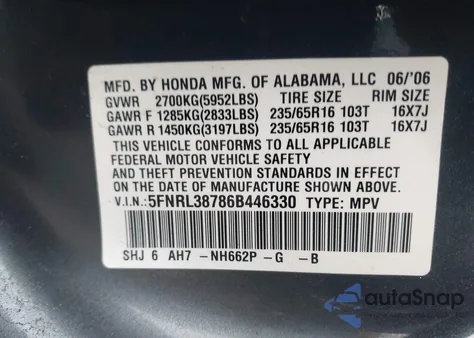 MFD. BY HONDA MFG. OF ALABAMA, LLC 06/'06
GVWR 2700KG(5952LBS) TIRE SIZE RIM SIZE
GAWR F 1285KG(2833LBS) 235/65R16 103T 16X7J
GAWR R 1450KG(3197LBS) 235/65R16 103T 16X7J
THIS VEHICLE CONFORMS TO ALL APPLICABLE
FEDERAL MOTOR VEHICLE SAFETY
AND THEFT PREVENTION STANDARDS IN EFFECT
ON THE DATE OF MANUFACTURE SHOWN ABOVE.
V.I.N.: 5FNRL38786B446330 TYPE: MPV
SHJ 6 AH7 -NH662P -G -B
autoSnap